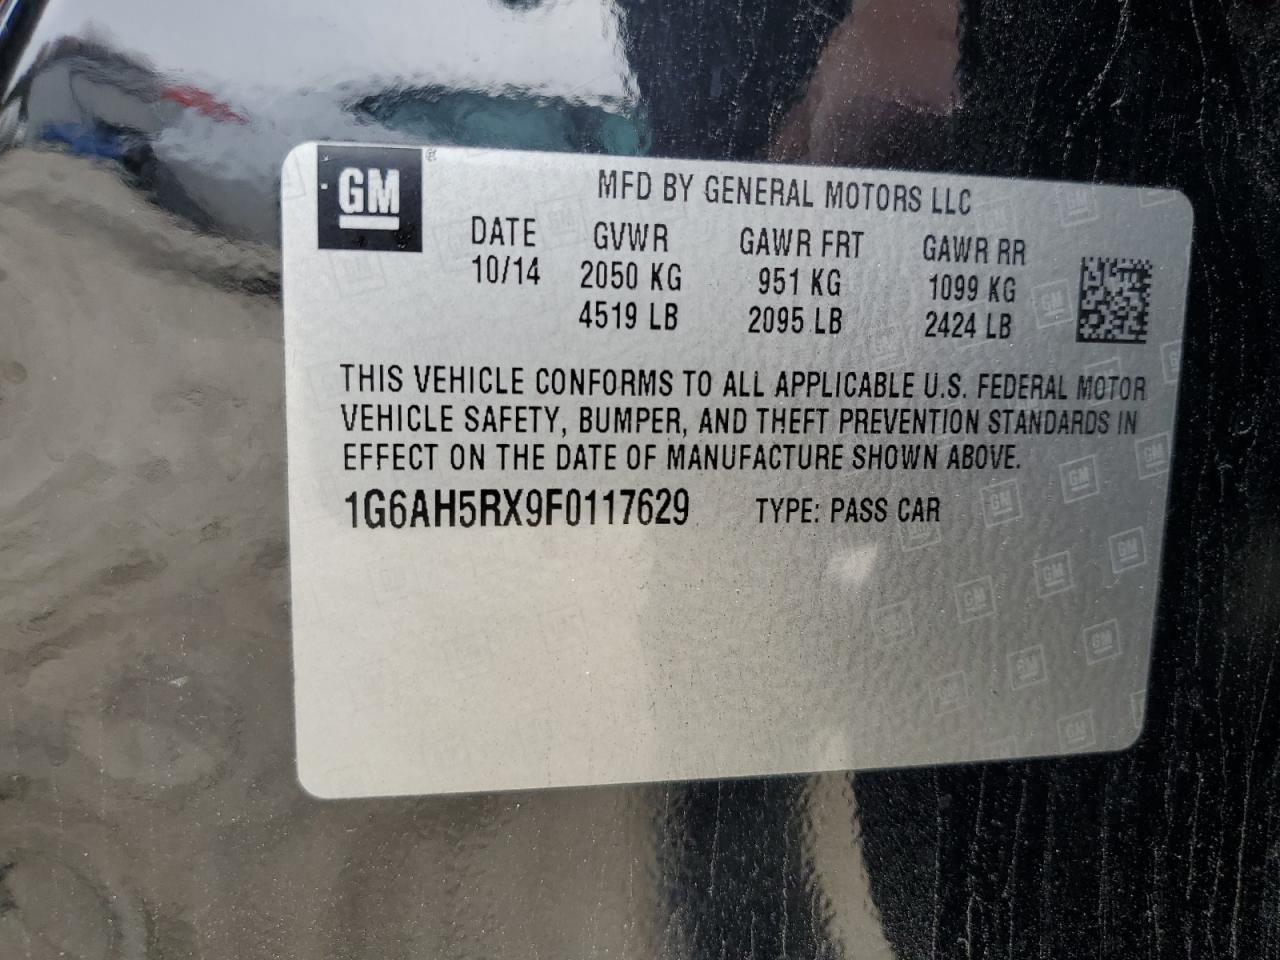 GM
MFD BY GENERAL MOTORS LLC
DATE GVWR GAWR FRT GAWR RR
10/14 2050 KG 951 KG 1099 KG
4519 LB 2095 LB 2424 LB
THIS VEHICLE CONFORMS TO ALL APPLICABLE U.S. FEDERAL MOTOR
VEHICLE SAFETY, BUMPER, AND THEFT PREVENTION STANDARDS IN
EFFECT ON THE DATE OF MANUFACTURE SHOWN ABOVE.
1G6AH5RX9F0117629 TYPE: PASS CAR